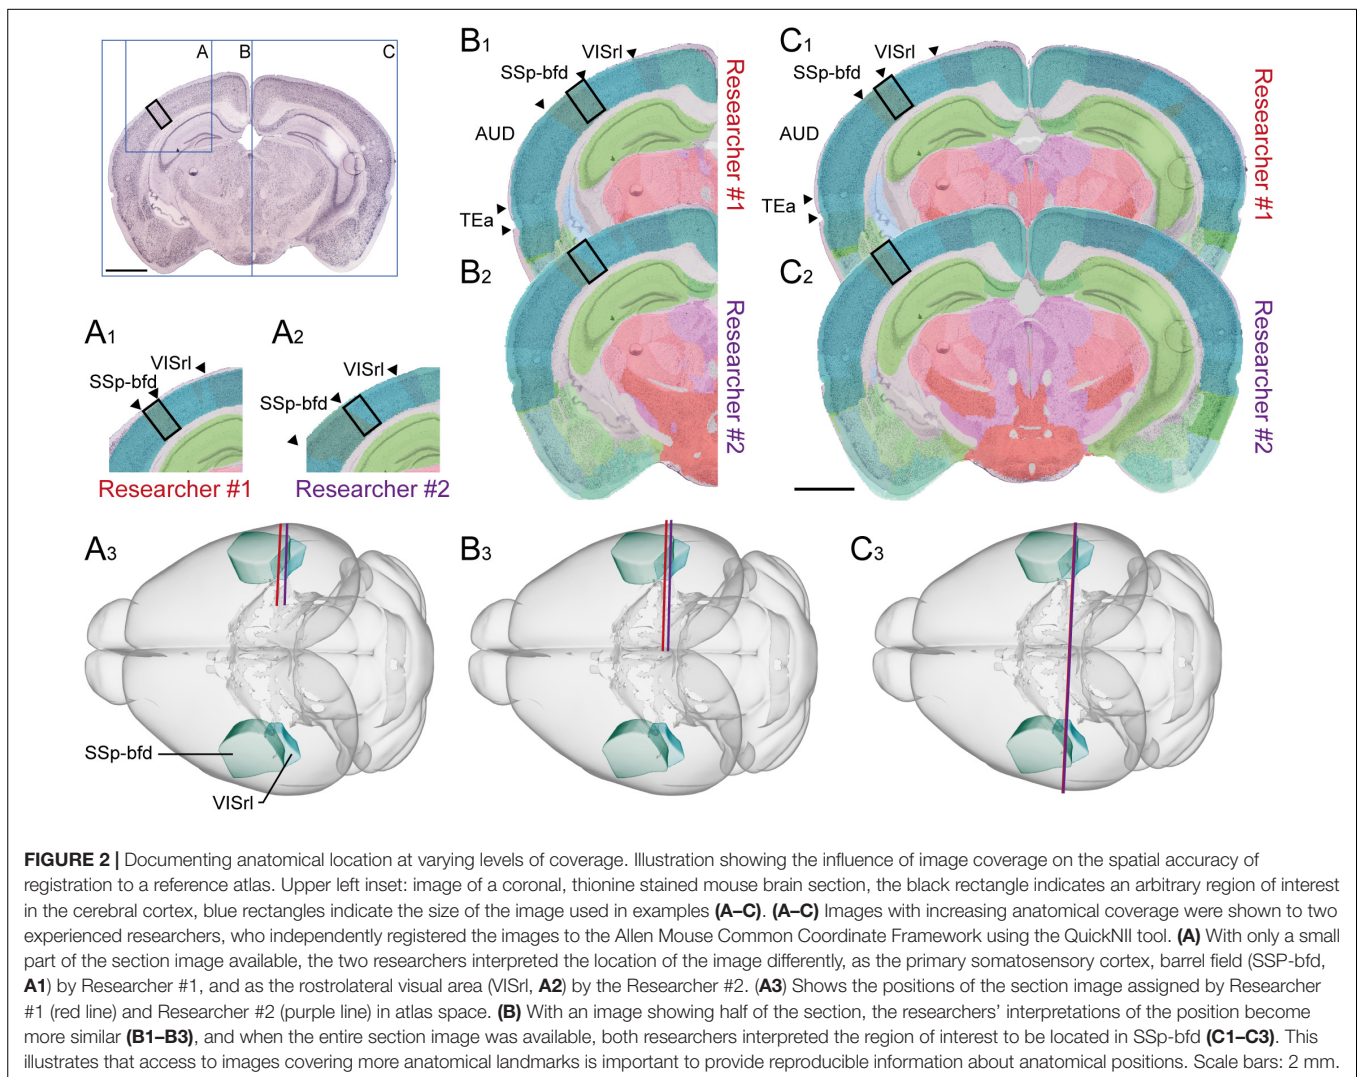 A
B
C
B1
VISrl
SSp-bfd
AUD
TEa
Researcher #1
C1
VISrl
SSp-bfd
AUD
TEa
Researcher #1
B2
Researcher #2
C2
Researcher #2
A1
VISrl
SSp-bfd
Researcher #1
A2
VISrl
SSp-bfd
Researcher #2
A3
SSp-bfd
VISrl
B3
C3
FIGURE 2 | Documenting anatomical location at varying levels of coverage. Illustration showing the influence of image coverage on the spatial accuracy of
registration to a reference atlas. Upper left inset: image of a coronal, thionine stained mouse brain section, the black rectangle indicates an arbitrary region of interest
in the cerebral cortex, blue rectangles indicate the size of the image used in examples (A–C). (A–C) Images with increasing anatomical coverage were shown to two
experienced researchers, who independently registered the images to the Allen Mouse Common Coordinate Framework using the QuickNII tool. (A) With only a small
part of the section image available, the two researchers interpreted the location of the image differently, as the primary somatosensory cortex, barrel field (SSP-bfd,
A1) by Researcher #1, and as the rostrolateral visual area (VISrl, A2) by the Researcher #2. (A3) Shows the positions of the section image assigned by Researcher
#1 (red line) and Researcher #2 (purple line) in atlas space. (B) With an image showing half of the section, the researchers' interpretations of the position become
more similar (B1–B3), and when the entire section image was available, both researchers interpreted the region of interest to be located in SSp-bfd (C1–C3). This
illustrates that access to images covering more anatomical landmarks is important to provide reproducible information about anatomical positions. Scale bars: 2 mm.